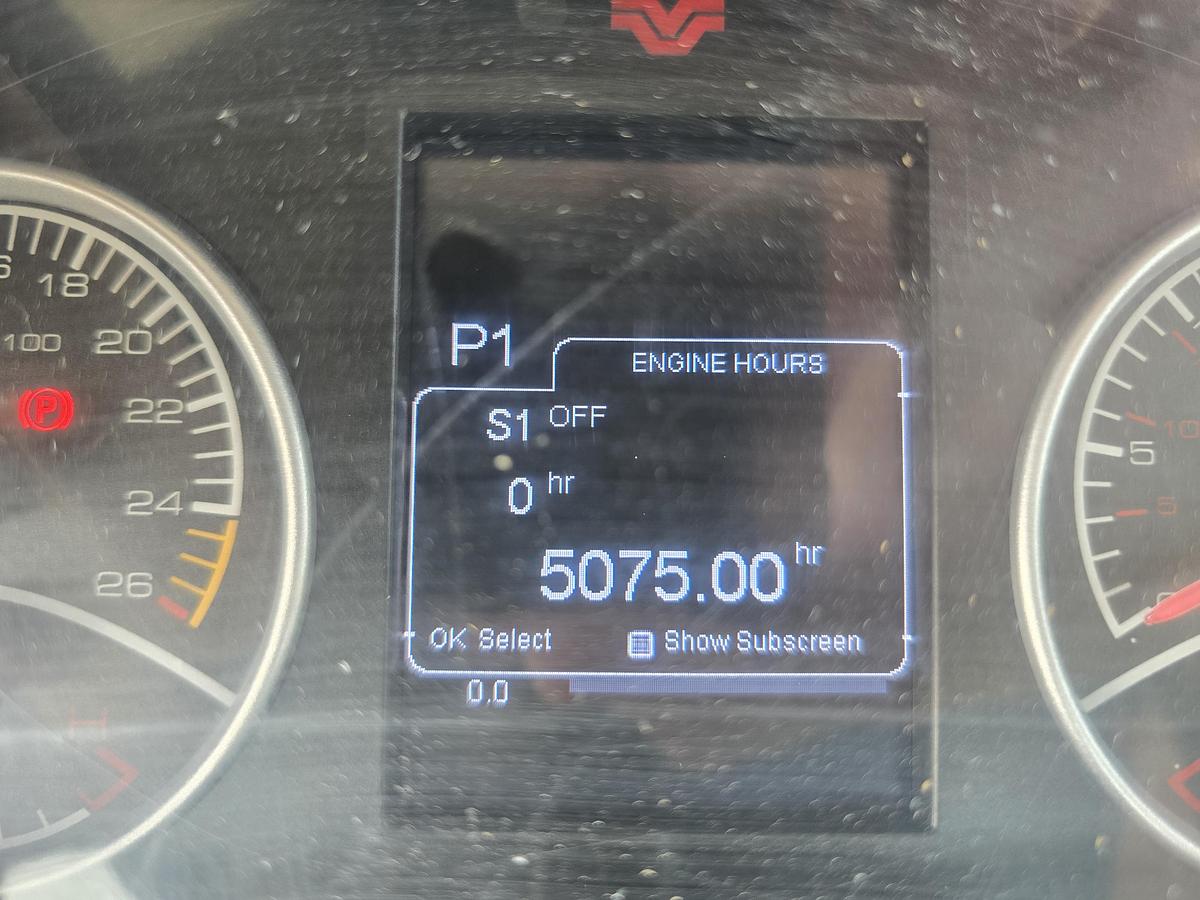 18
100
20
22
24
26
P
H
P1
ENGINE HOURS
S1 OFF
0 hr
5075.00 hr
OK Select
Show Subscreen
0.0
10
5
5